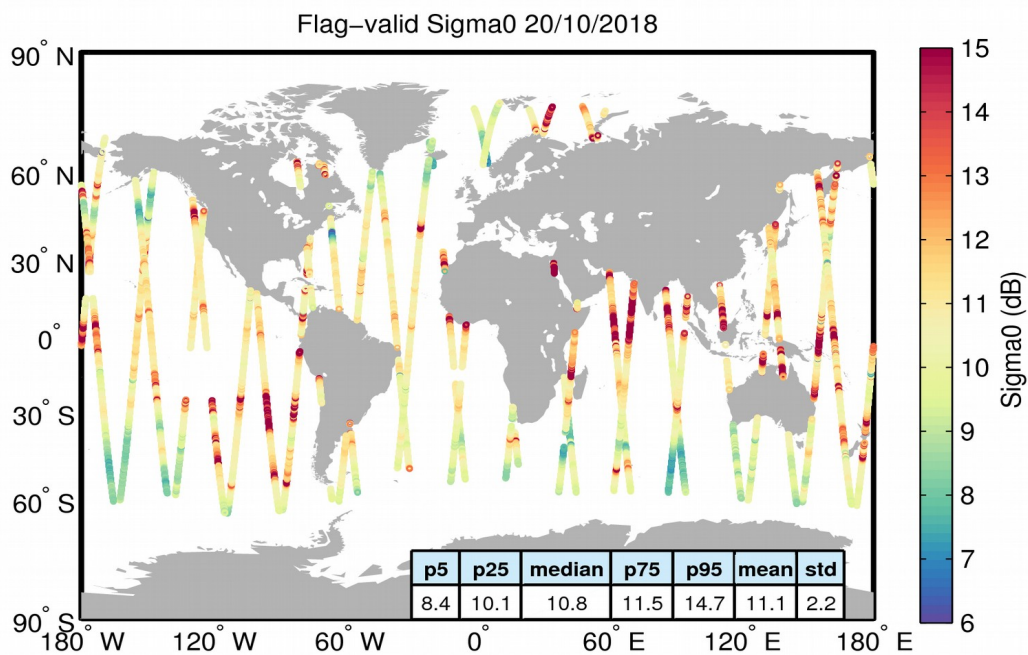 Flag−valid Sigma0 20/10/2018
90° N
60° N
30° N
0°
30° S
60° S
90° S
180° W
120° W
60° W
0°
60° E
120° E
180° E
15
14
13
12
11
10
9
8
7
6
Sigma0 (dB)
p5 p25 median p75 p95 mean std
8.4 10.1 10.8 11.5 14.7 11.1 2.2